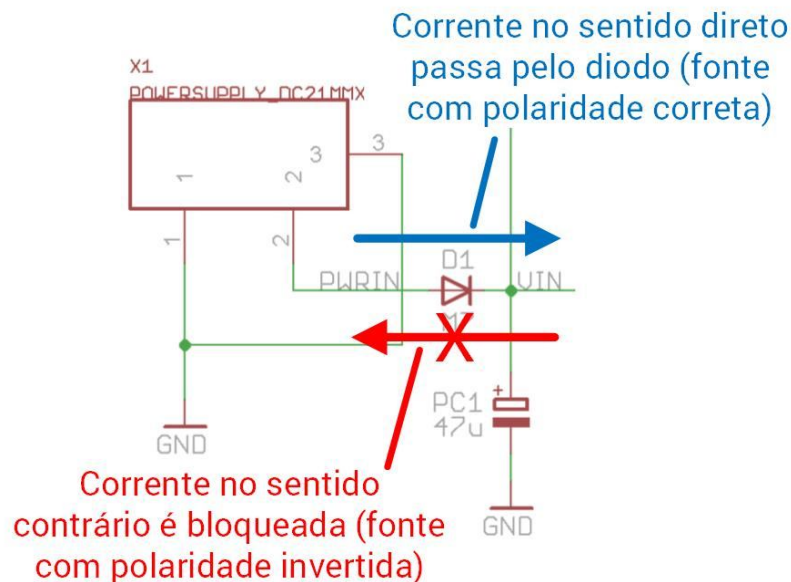 Corrente no sentido direto
passa pelo diodo (fonte
com polaridade correta)
X1
POWERSUPPLY_DC21MMX
3
3
1
2
1
2
PWRIN
D1
VIN
PC1
47u
+
GND
GND
Corrente no sentido
contrário é bloqueada (fonte
com polaridade invertida)